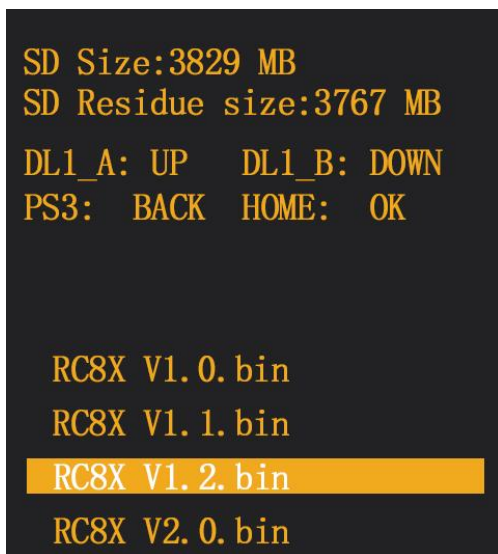 SD Size:3829 MB
SD Residue size:3767 MB
DL1_A: UP DL1_B: DOWN
PS3: BACK HOME: OK
RC8X V1.0.bin
RC8X V1.1.bin
RC8X V1.2.bin
RC8X V2.0.bin